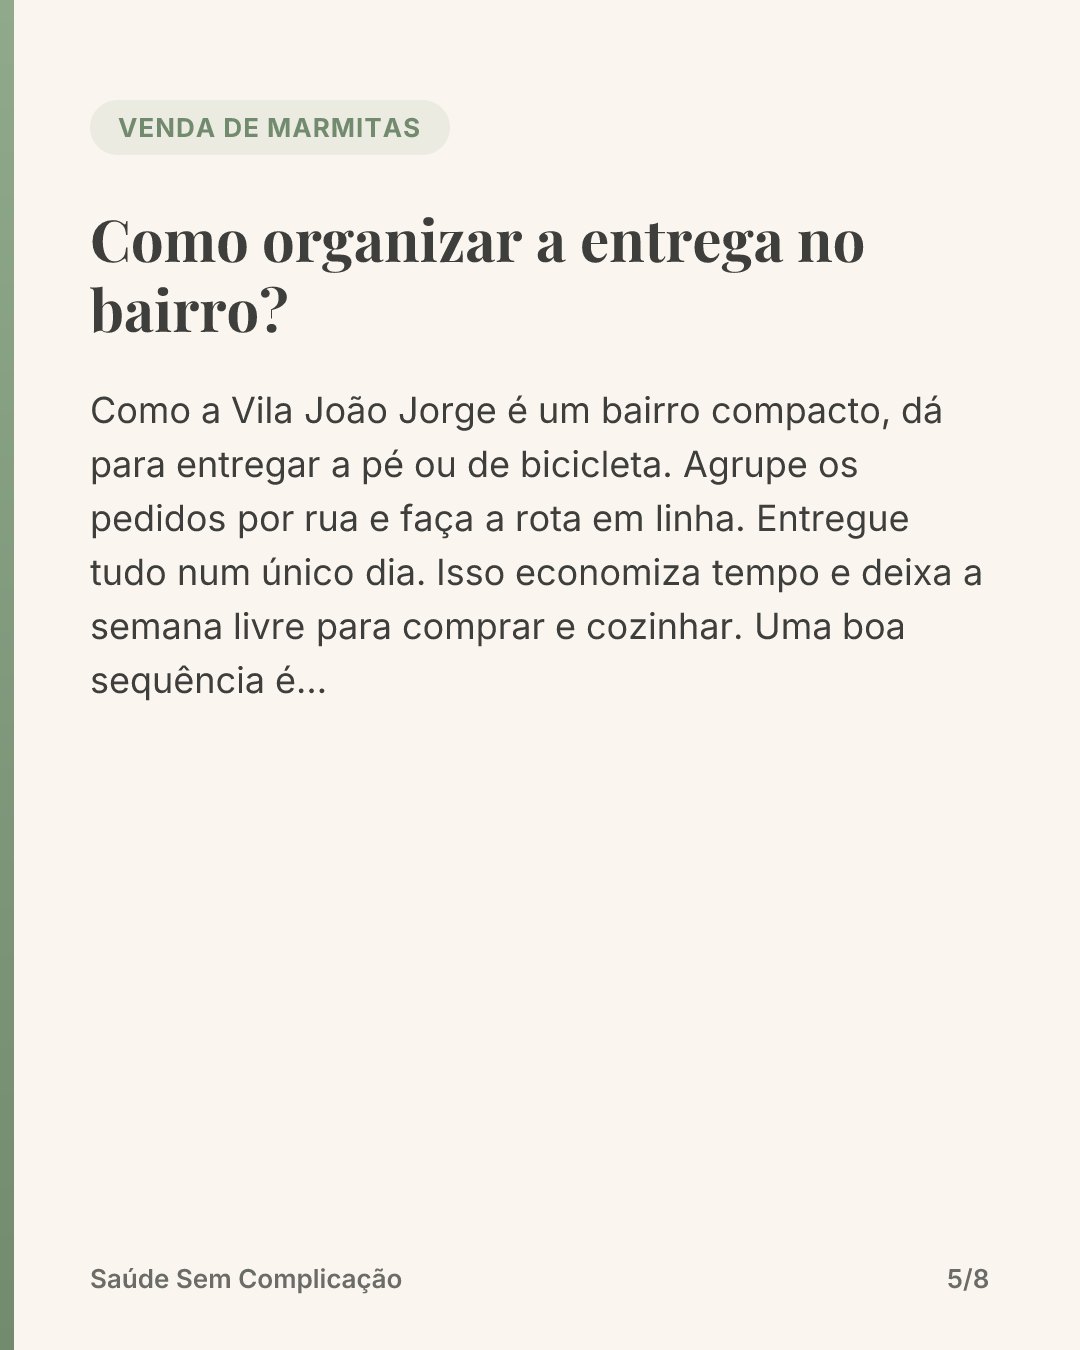 VENDA DE MARMITAS
Como organizar a entrega no
bairro?
Como a Vila João Jorge é um bairro compacto, dá
para entregar a pé ou de bicicleta. Agrupe os
pedidos por rua e faça a rota em linha. Entregue
tudo num único dia. Isso economiza tempo e deixa a
semana livre para comprar e cozinhar. Uma boa
sequência é...
Saúde Sem Complicação
5/8